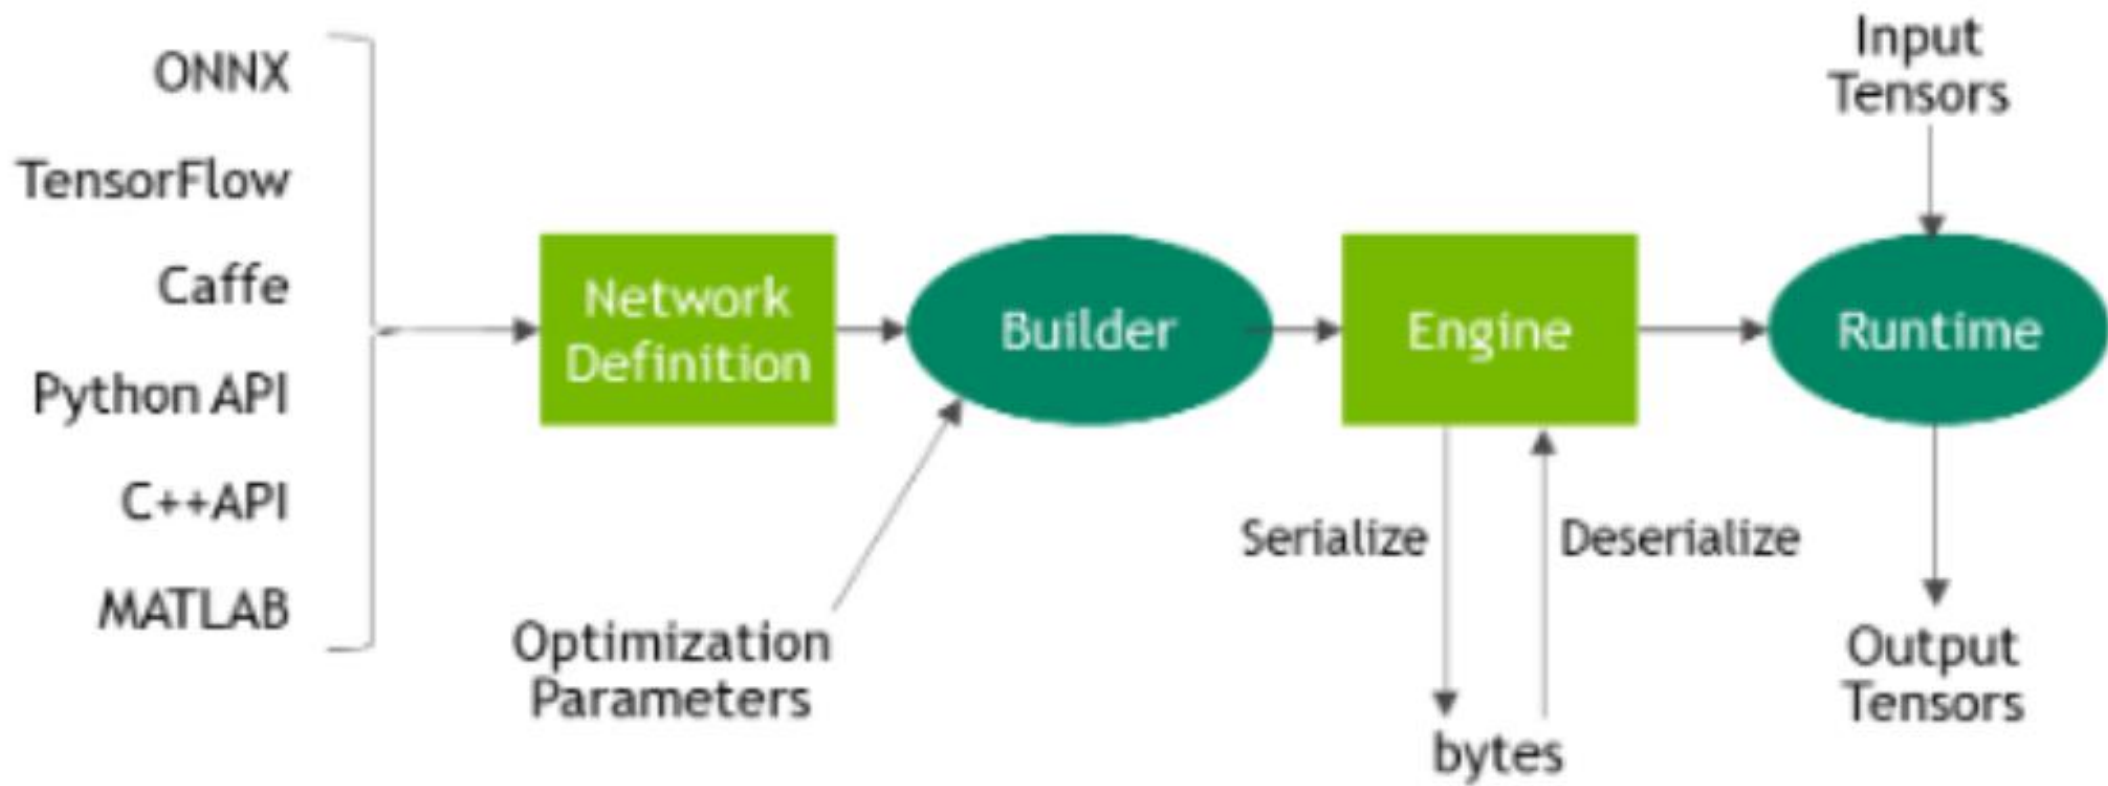 ONNX
TensorFlow
Caffe
Python API
C++API
MATLAB
Network
Definition
Optimization
Parameters
Builder
Engine
Serialize
Deserialize
bytes
Input
Tensors
Runtime
Output
Tensors